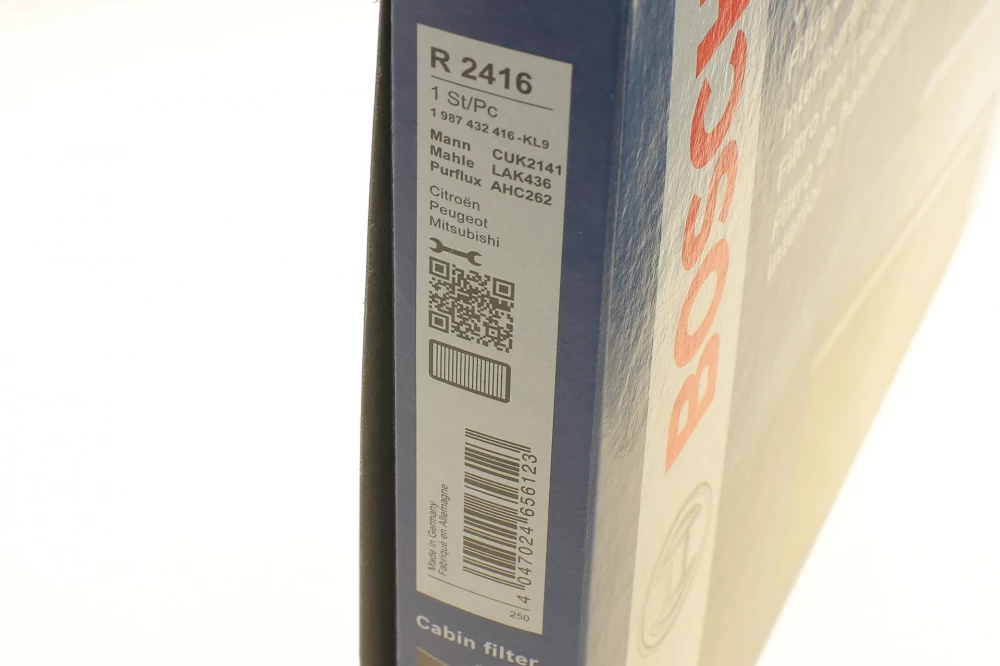 R 2416
1 St/Pc
1 987 432 416-KL9
Mann CUK2141
Mahle LAK436
Purflux AHC262
Citroën
Peugeot
Mitsubishi
Made in Germany
Fabriqué en Allemagne
4 047024 656123
250
Cabin filter
BOSCH